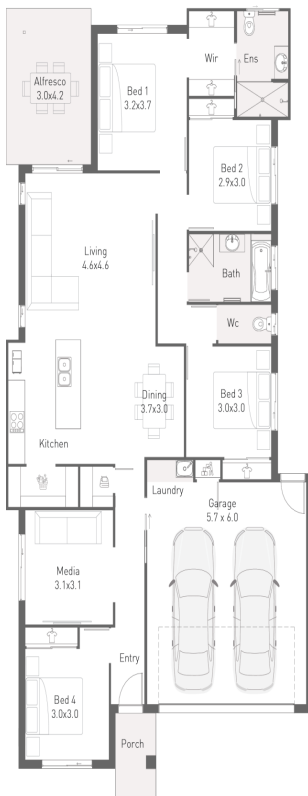 Alfresco
3.0x4.2
Bed 1
3.2x3.7
Wir
Ens
Bed 2
2.9x3.0
Living
4.6x4.6
Bath
Wc
Dining
3.7x3.0
Bed 3
3.0x3.0
Kitchen
Laundry
Garage
5.7 x 6.0
Media
3.1x3.1
Entry
Bed 4
3.0x3.0
Porch